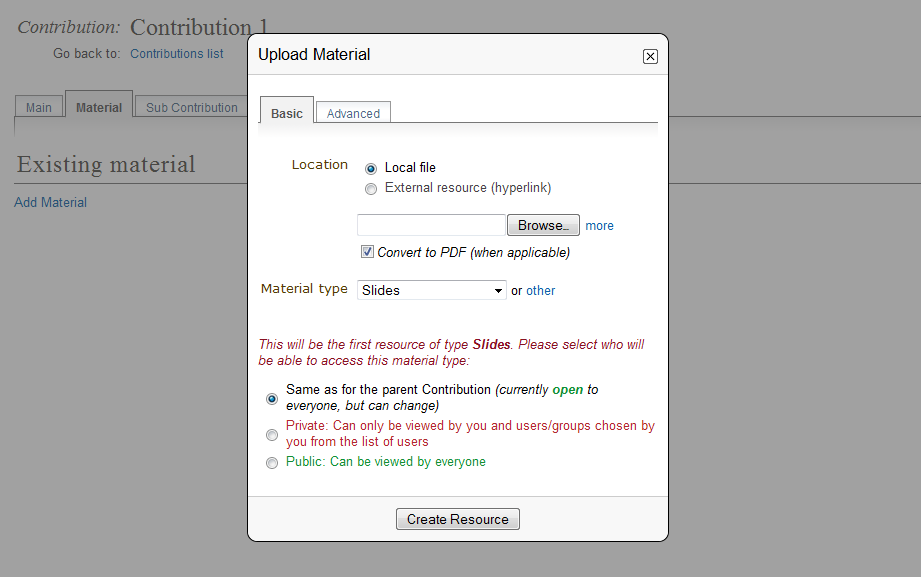 Contribution: Contribution 1
Go back to: Contributions list
Main Material Sub Contribution
Existing material
Add Material
Upload Material
Basic Advanced
Location
Local file
External resource (hyperlink)
Browse... more
Convert to PDF (when applicable)
Material type Slides or other
This will be the first resource of type Slides. Please select who will
be able to access this material type:
Same as for the parent Contribution (currently open to
everyone, but can change)
Private: Can only be viewed by you and users/groups chosen by
you from the list of users
Public: Can be viewed by everyone
Create Resource